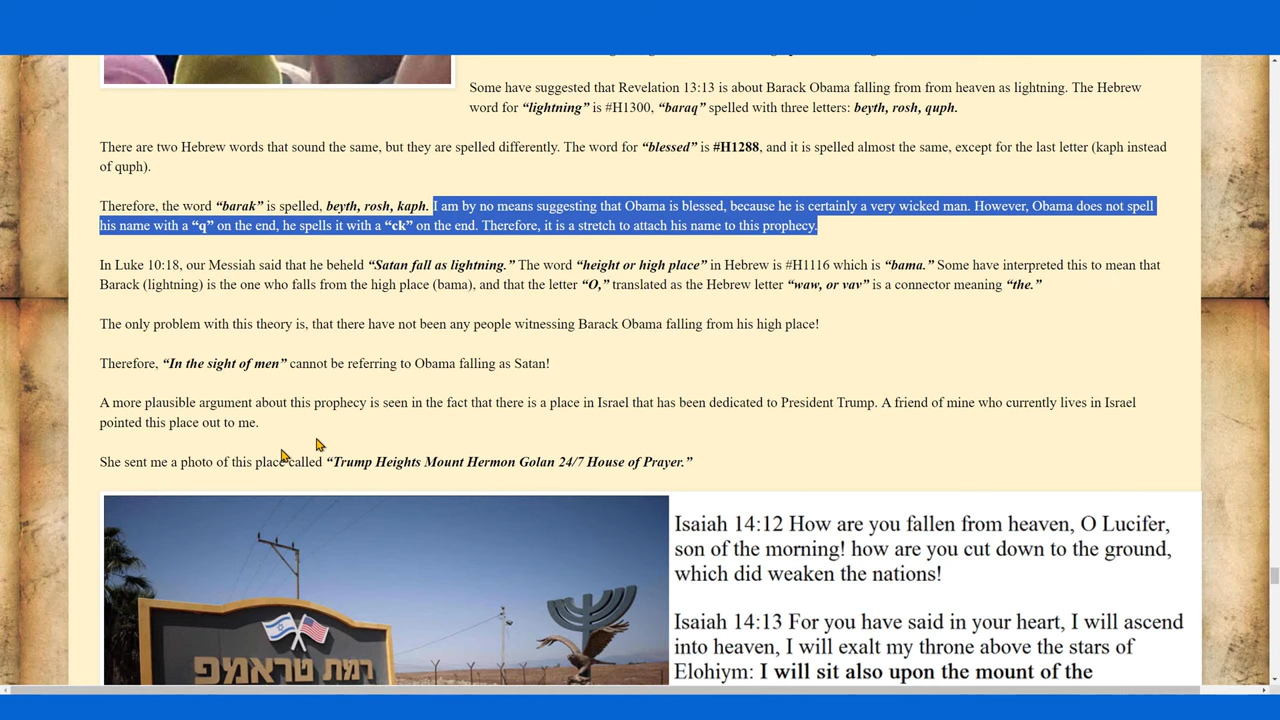 Some have suggested that Revelation 13:13 is about Barack Obama falling from from heaven as lightning. The Hebrew
word for “lightning” is #H1300, “baraq” spelled with three letters: beyth, rosh, quph.
There are two Hebrew words that sound the same, but they are spelled differently. The word for “blessed” is #H1288, and it is spelled almost the same, except for the last letter (kaph instead
of quph).
Therefore, the word “barak” is spelled, beyth, rosh, kaph. I am by no means suggesting that Obama is blessed, because he is certainly a very wicked man. However, Obama does not spell
his name with a “q” on the end, he spells it with a “ck” on the end. Therefore, it is a stretch to attach his name to this prophecy.
In Luke 10:18, our Messiah said that he beheld “Satan fall as lightning.” The word “height or high place” in Hebrew is #H1116 which is “bama.” Some have interpreted this to mean that
Barack (lightning) is the one who falls from the high place (bama), and that the letter “O,” translated as the Hebrew letter “waw, or vav” is a connector meaning “the.”
The only problem with this theory is, that there have not been any people witnessing Barack Obama falling from his high place!
Therefore, “In the sight of men” cannot be referring to Obama falling as Satan!
A more plausible argument about this prophecy is seen in the fact that there is a place in Israel that has been dedicated to President Trump. A friend of mine who currently lives in Israel
pointed this place out to me.
She sent me a photo of this place called “Trump Heights Mount Hermon Golan 24/7 House of Prayer.”
Isaiah 14:12 How are you fallen from heaven, O Lucifer,
son of the morning! how are you cut down to the ground,
which did weaken the nations!
Isaiah 14:13 For you have said in your heart, I will ascend
into heaven, I will exalt my throne above the stars of
Elohiym: I will sit also upon the mount of the
רמת טראמפ